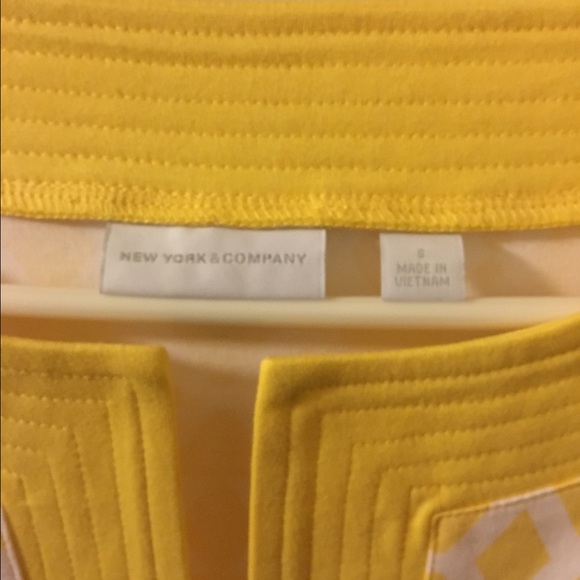 NEW YORK & COMPANY
S
MADE IN
VIETNAM